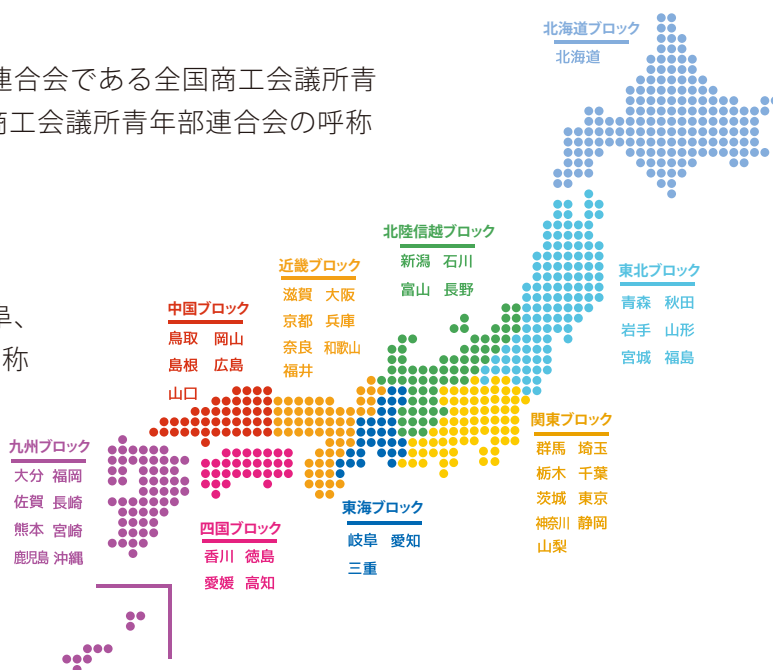 連合会である全国商工会議所青
商工会議所青年部連合会の呼称
阜、
称
北海道ブロック
北海道
東北ブロック
青森 秋田
岩手 山形
宮城 福島
北陸信越ブロック
新潟 石川
富山 長野
近畿ブロック
滋賀 大阪
京都 兵庫
奈良 和歌山
福井
中国ブロック
鳥取 岡山
島根 広島
山口
関東ブロック
群馬 埼玉
栃木 千葉
茨城 東京
神奈川 静岡
山梨
九州ブロック
大分 福岡
佐賀 長崎
熊本 宮崎
鹿児島 沖縄
東海ブロック
岐阜 愛知
三重
四国ブロック
香川 徳島
愛媛 高知